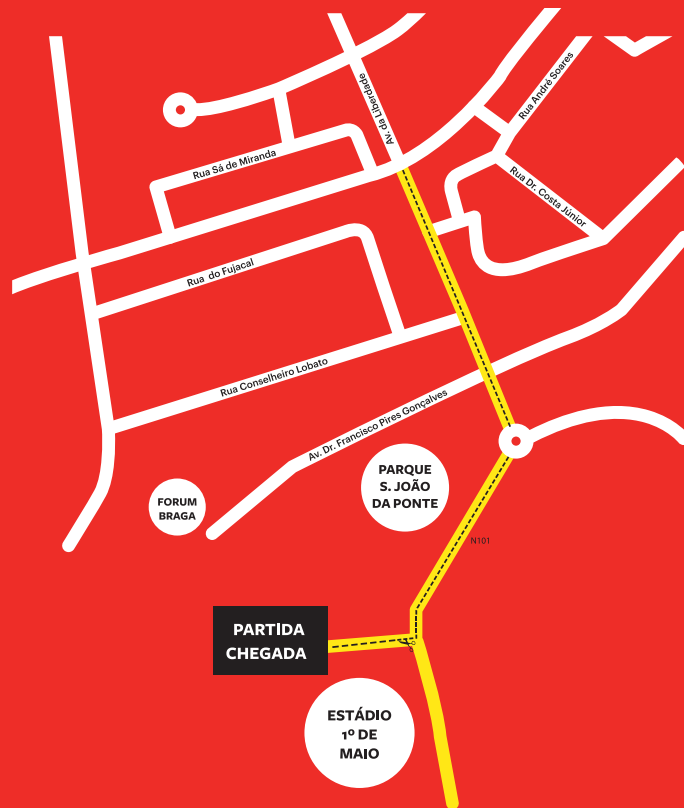 Av. da Liberdade
Rua André Soares
Rua Sá de Miranda
Rua Dr. Costa Júnior
Rua do Fujacal
Rua Conselheiro Lobato
Av. Dr. Francisco Pires Gonçalves
PARQUE
S. JOÃO
DA PONTE
FORUM
BRAGA
N101
PARTIDA
CHEGADA
ESTÁDIO
1º DE
MAIO